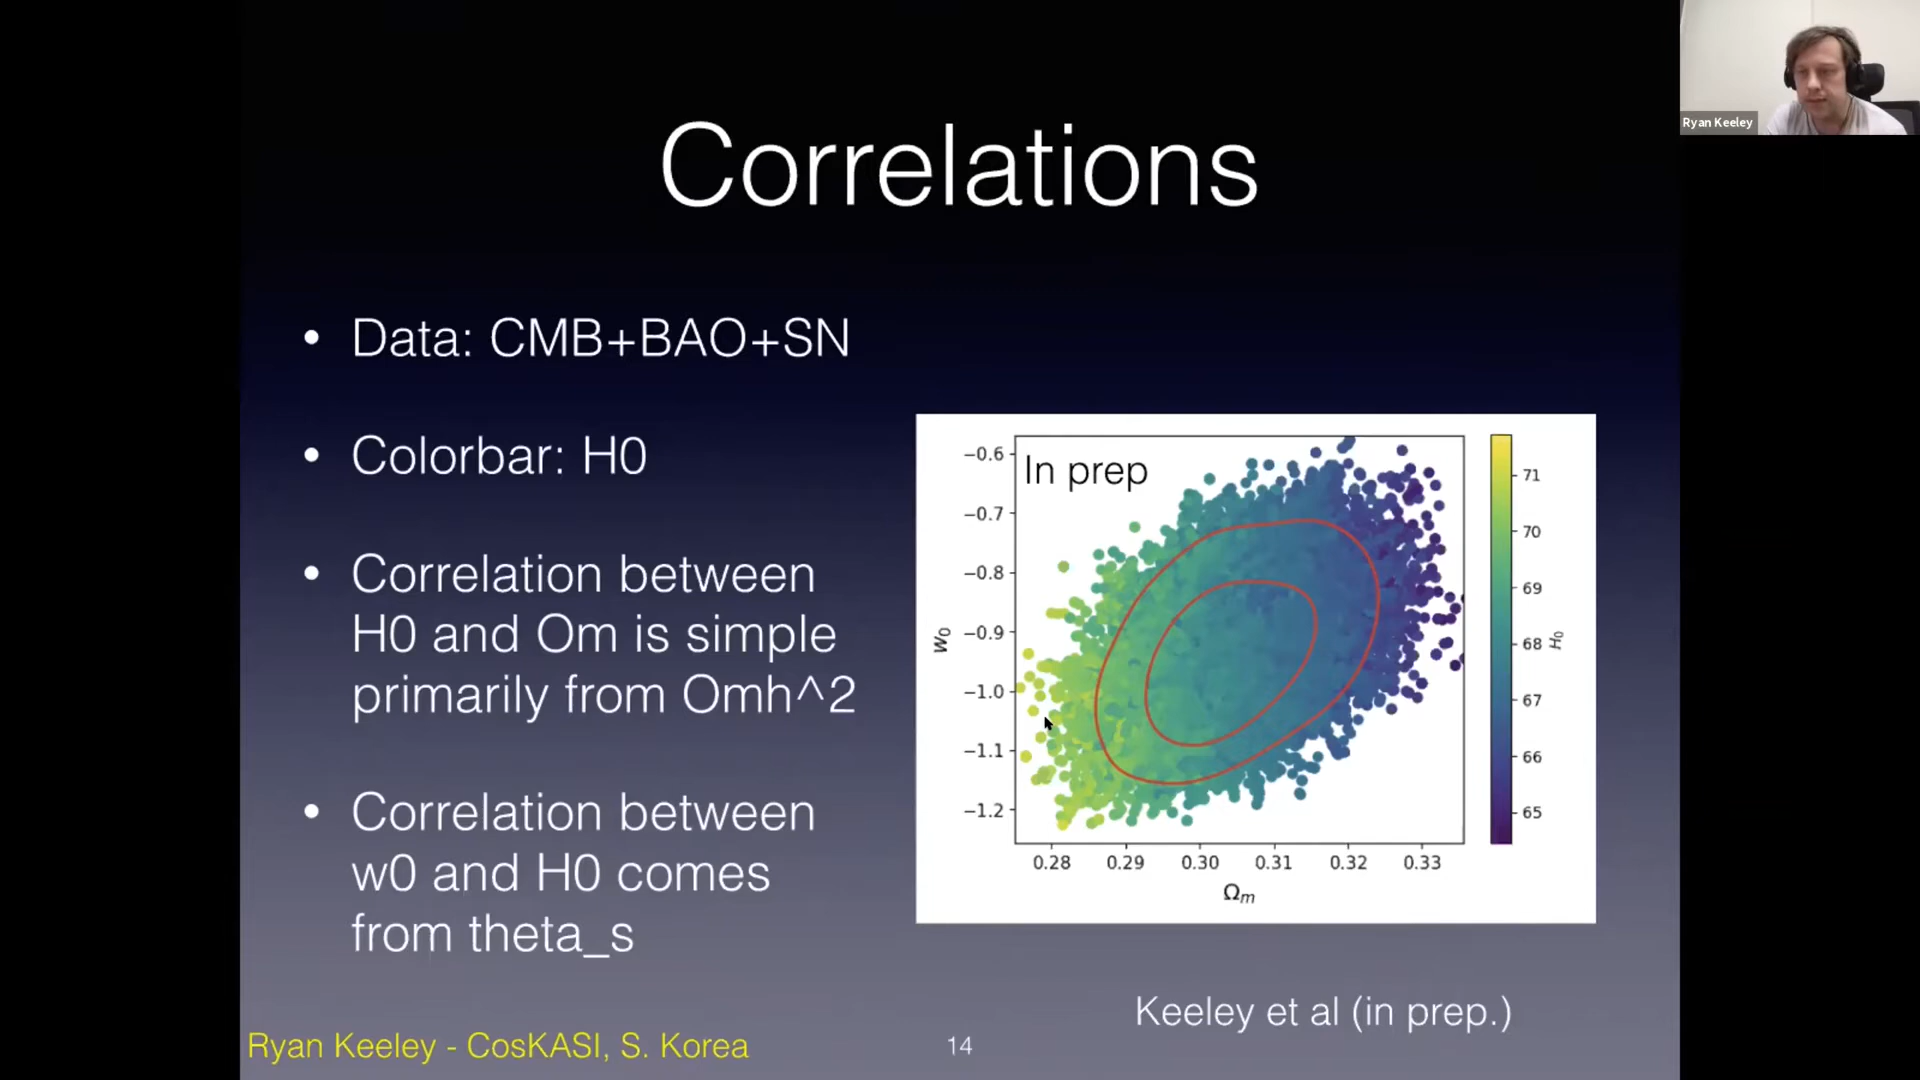 Ryan Keeley
Correlations
• Data: CMB+BAO+SN
• Colorbar: H0
• Correlation between
H0 and Om is simple
primarily from Omh^2
• Correlation between
w0 and H0 comes
from theta_s
In prep
−0.6
−0.7
−0.8
−0.9
−1.0
−1.1
−1.2
w₀
0.28 0.29 0.30 0.31 0.32 0.33
Ωₘ
71
70
69
68
67
66
65
H₀
Keeley et al (in prep.)
Ryan Keeley - CosKASI, S. Korea
14